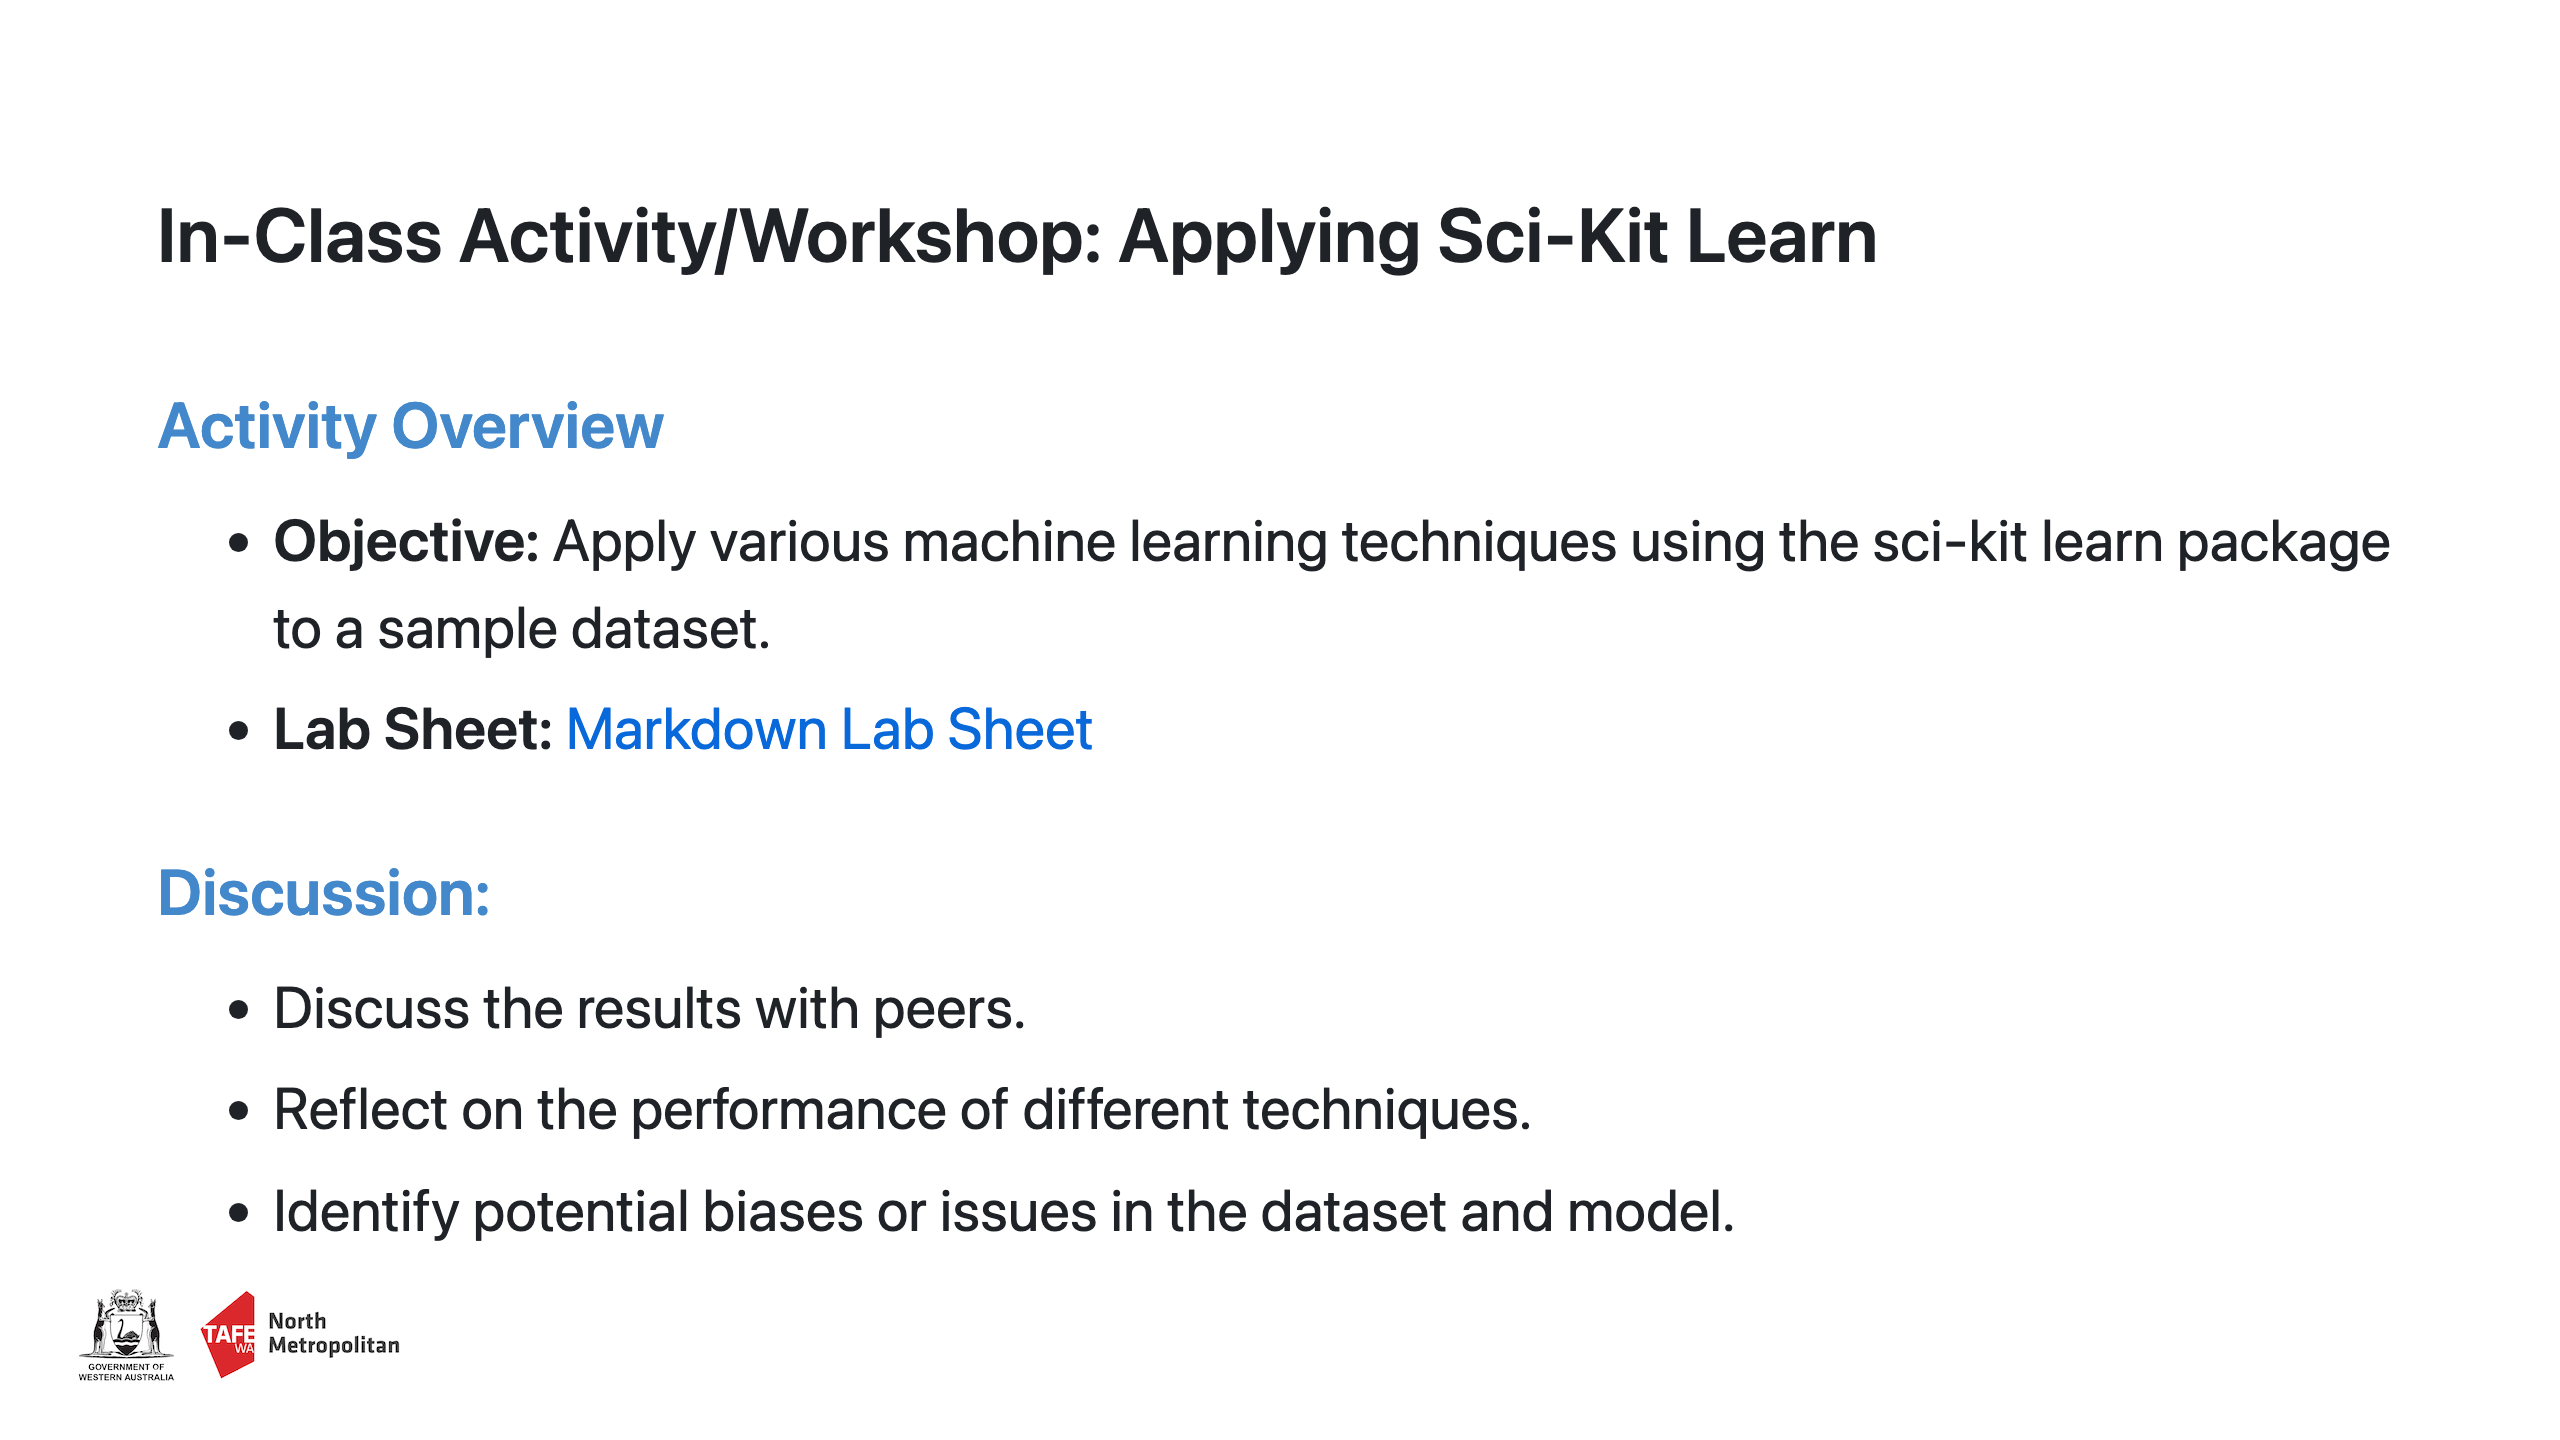 In-Class Activity/Workshop: Applying Sci-Kit Learn
Activity Overview
• Objective: Apply various machine learning techniques using the sci-kit learn package
to a sample dataset.
• Lab Sheet: Markdown Lab Sheet
Discussion:
• Discuss the results with peers.
• Reflect on the performance of different techniques.
• Identify potential biases or issues in the dataset and model.
GOVERNMENT OF
WESTERN AUSTRALIA
TAFE
WA
North
Metropolitan